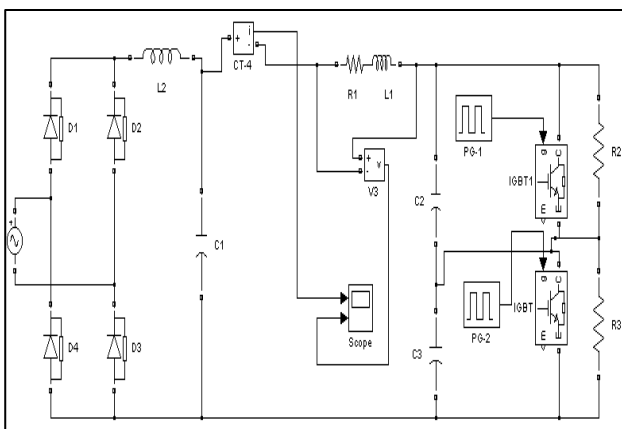 i
+
-
CT-4
L2
R1
L1
D1
D2
PG-1
g
C
R2
IGBT1
m
E
+
-
v
V3
C2
+
C1
g
C
IGBT
m
E
PG-2
R3
Scope
C3
D4
D3